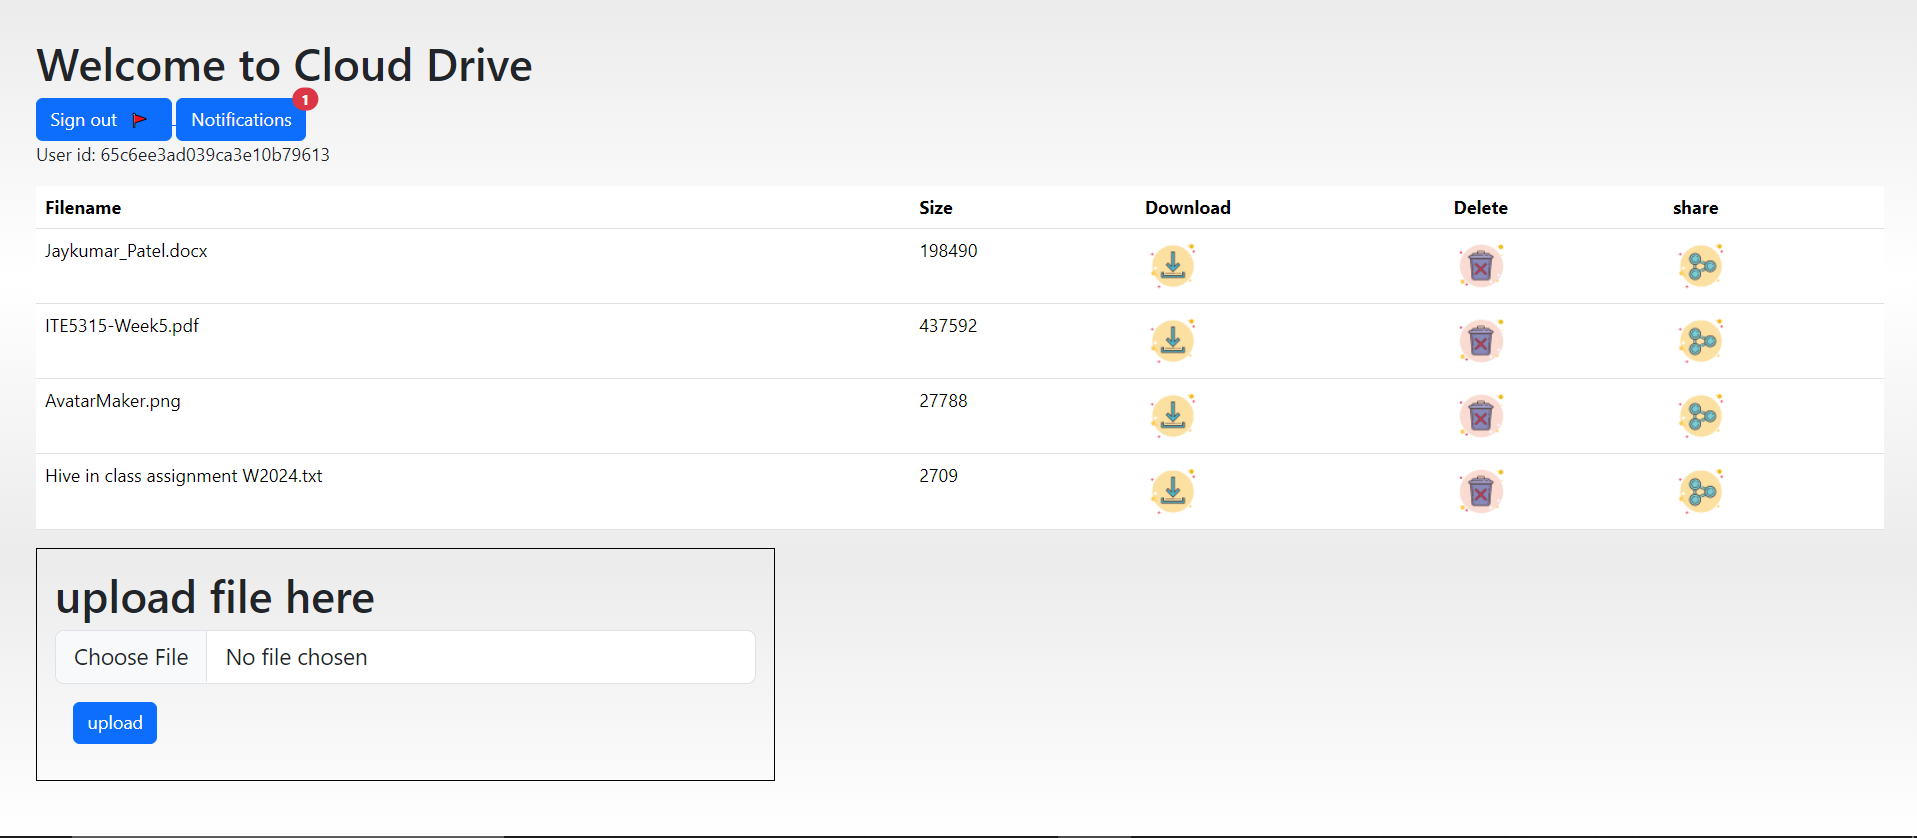 Welcome to Cloud Drive
Sign out Notifications 1
User id: 65c6ee3ad039ca3e10b79613
Filename Size Download Delete share
Jaykumar_Patel.docx 198490
ITE5315-Week5.pdf 437592
AvatarMaker.png 27788
Hive in class assignment W2024.txt 2709
upload file here
Choose File No file chosen
upload